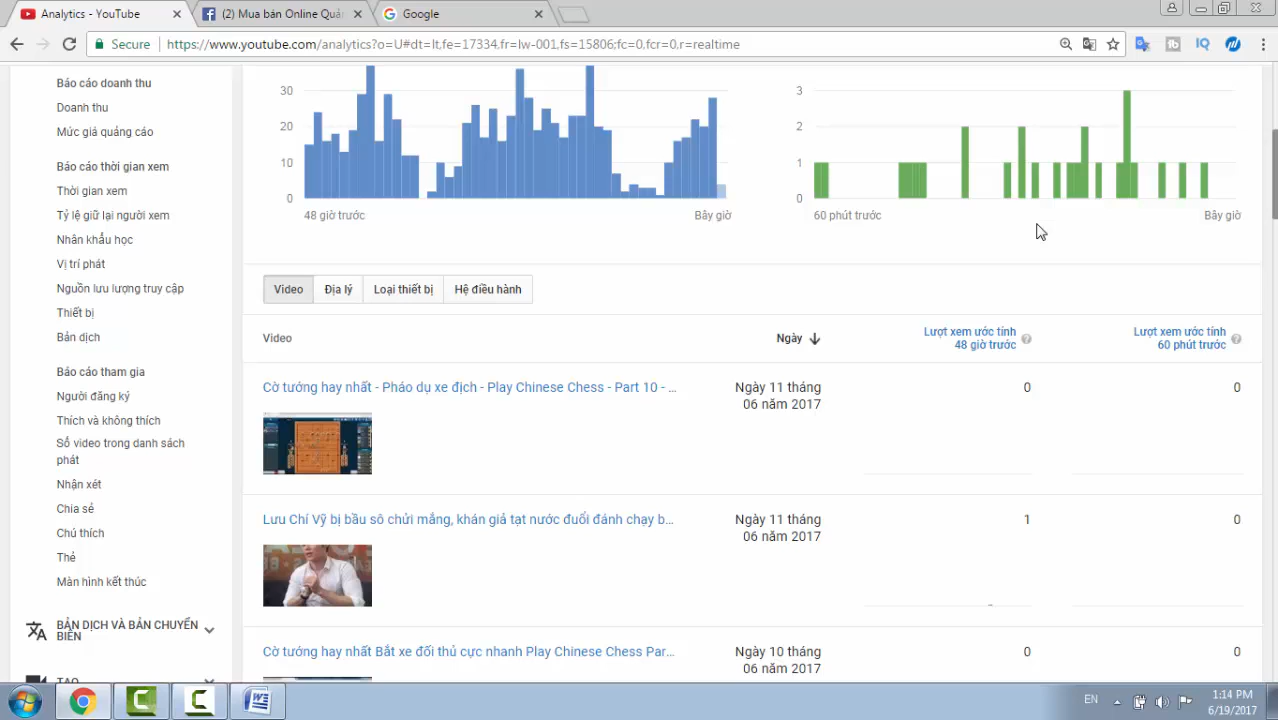 Analytics - YouTube
(2) Mua bán Online Quả
Google
Secure
https://www.youtube.com/analytics?o=U#dt=lt,fe=17334,fr=lw-001,fs=15806;fc=0,fcr=0,r=realtime
Báo cáo doanh thu
Doanh thu
Mức giá quảng cáo
Báo cáo thời gian xem
Thời gian xem
Tỷ lệ giữ lại người xem
Nhân khẩu học
Vị trí phát
Nguồn lưu lượng truy cập
Thiết bị
Bản dịch
Báo cáo tham gia
Người đăng ký
Thích và không thích
Số video trong danh sách
phát
Nhận xét
Chia sẻ
Chú thích
Thẻ
Màn hình kết thúc
BẢN DỊCH VÀ BẢN CHUYỂN
BIÊN
TẠO
30
20
10
0
48 giờ trước
Bây giờ
3
2
1
0
60 phút trước
Bây giờ
Video
Địa lý
Loại thiết bị
Hệ điều hành
Video
Ngày
Lượt xem ước tính
48 giờ trước
Lượt xem ước tính
60 phút trước
Cờ tướng hay nhất - Pháo dụ xe địch - Play Chinese Chess - Part 10 - ...
Ngày 11 tháng
06 năm 2017
0
0
Lưu Chí Vỹ bị bầu sô chửi mắng, khán giả tạt nước đuổi đánh chạy b...
Ngày 11 tháng
06 năm 2017
1
0
Cờ tướng hay nhất Bắt xe đối thủ cực nhanh Play Chinese Chess Par...
Ngày 10 tháng
06 năm 2017
0
0
EN
1:14 PM
6/19/2017